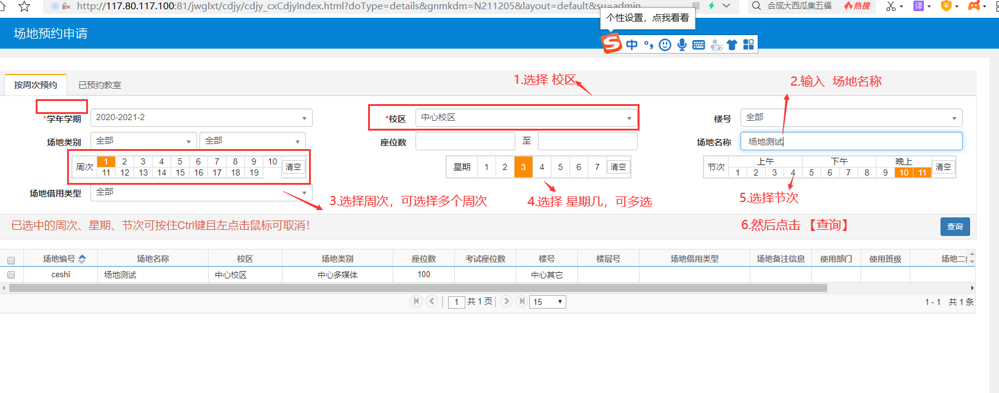 http://117.80.117.100:81/jwglxt/cdjy/cdjy_cxCdjyIndex.html?doType=details&gnmkdm=N211205&layout=default&su=admin
合成大西瓜集五福 热搜 译
个性设置，点我看看
场地预约申请
S 中
按周次预约 已预约教室
1.选择 校区
2.输入 场地名称
*学年学期 2020-2021-2 *校区 中心校区 楼号 全部
场地类别 全部 全部 座位数 至 场地名称 场地测试
周次 1 2 3 4 5 6 7 8 9 10 清空
11 12 13 14 15 16 17 18 19
星期 1 2 3 4 5 6 7 清空
节次 上午 下午 晚上 清空
1 2 3 4 5 6 7 8 9 10 11
场地借用类型 全部
3.选择周次，可选择多个周次
4.选择 星期几，可多选
5.选择节次
已选中的周次、星期、节次可按住Ctrl键且左点击鼠标可取消！
6.然后点击 【查询】
查询
场地编号 场地名称 校区 场地类别 座位数 考试座位数 楼号 楼层号 场地借用类型 场地备注信息 使用部门 使用班级 场地二
ceshi 场地测试 中心校区 中心多媒体 100 中心其它
1 共 1 页 15
1 - 1 共 1 条